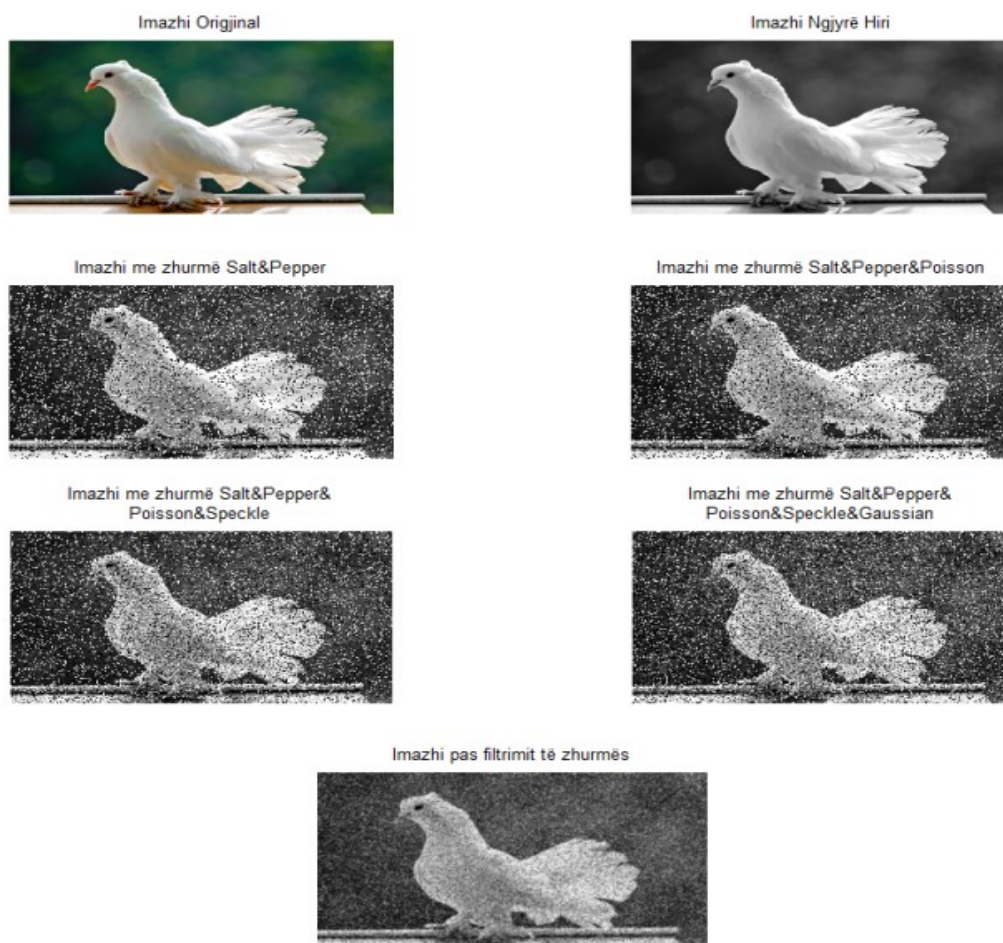 Imazhi Origjinal
Imazhi Ngjyrë Hiri
Imazhi me zhurmë Salt&Pepper
Imazhi me zhurmë Salt&Pepper&Poisson
Imazhi me zhurmë Salt&Pepper&
Poisson&Speckle
Imazhi me zhurmë Salt&Pepper&
Poisson&Speckle&Gaussian
Imazhi pas filtrimit të zhurmës